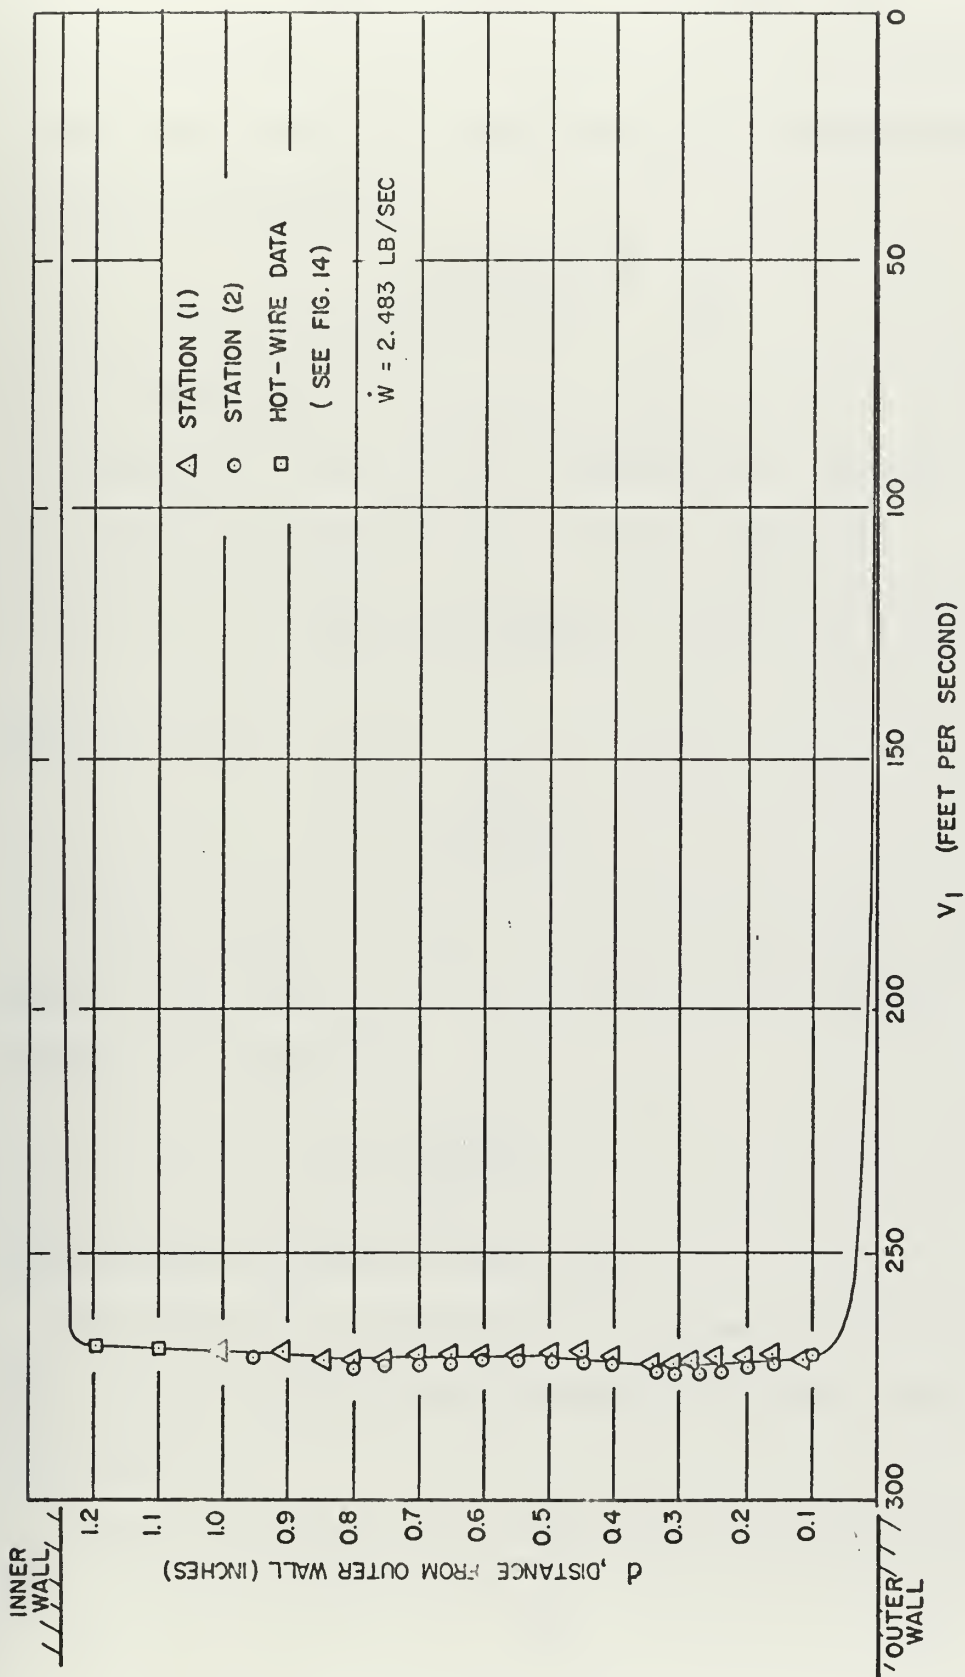 INNER
WALL
1.2
1.1
1.0
0.9
0.8
0.7
0.6
0.5
0.4
0.3
0.2
0.1
d, DISTANCE FROM OUTER WALL (INCHES)
OUTER
WALL
300
250
200
150
100
50
0
V1 (FEET PER SECOND)
STATION (1)
STATION (2)
HOT-WIRE DATA
( SEE FIG. 14)
Ẇ = 2.483 LB/SEC